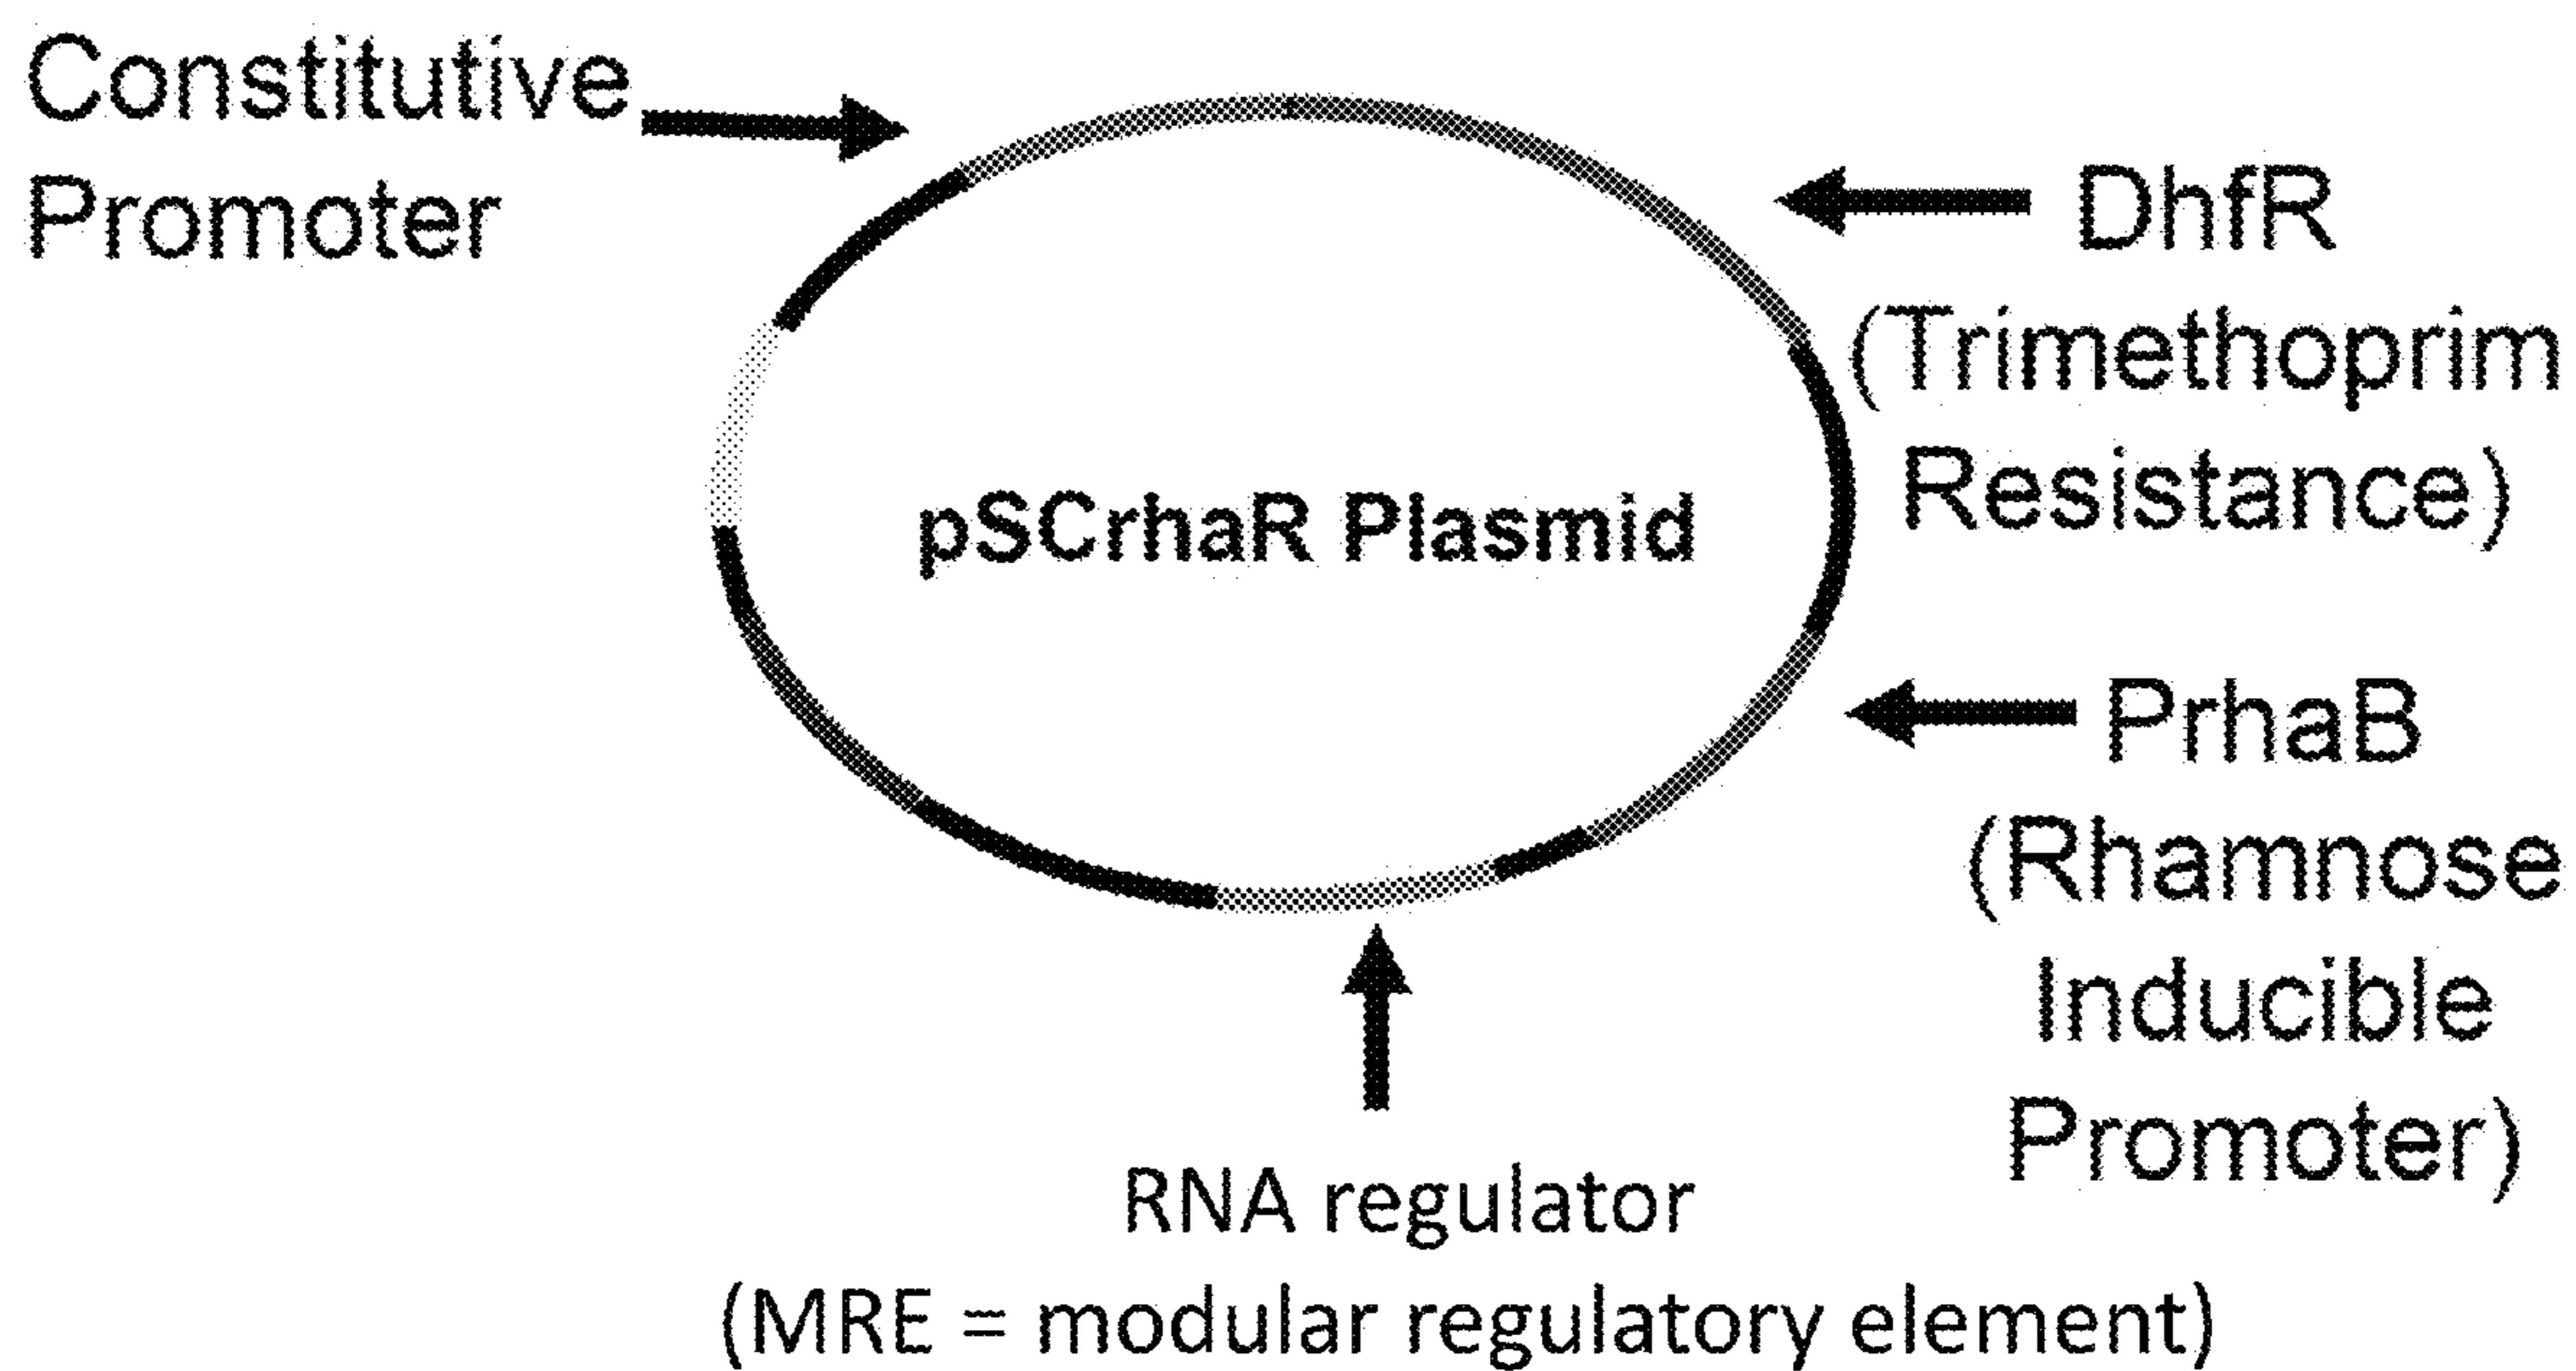 Constitutive
Promoter
DhfR
(Trimethoprim
Resistance)
pSCrhaR Plasmid
PrhaB
(Rhamnose
Inducible
Promoter)
RNA regulator
(MRE = modular regulatory element)